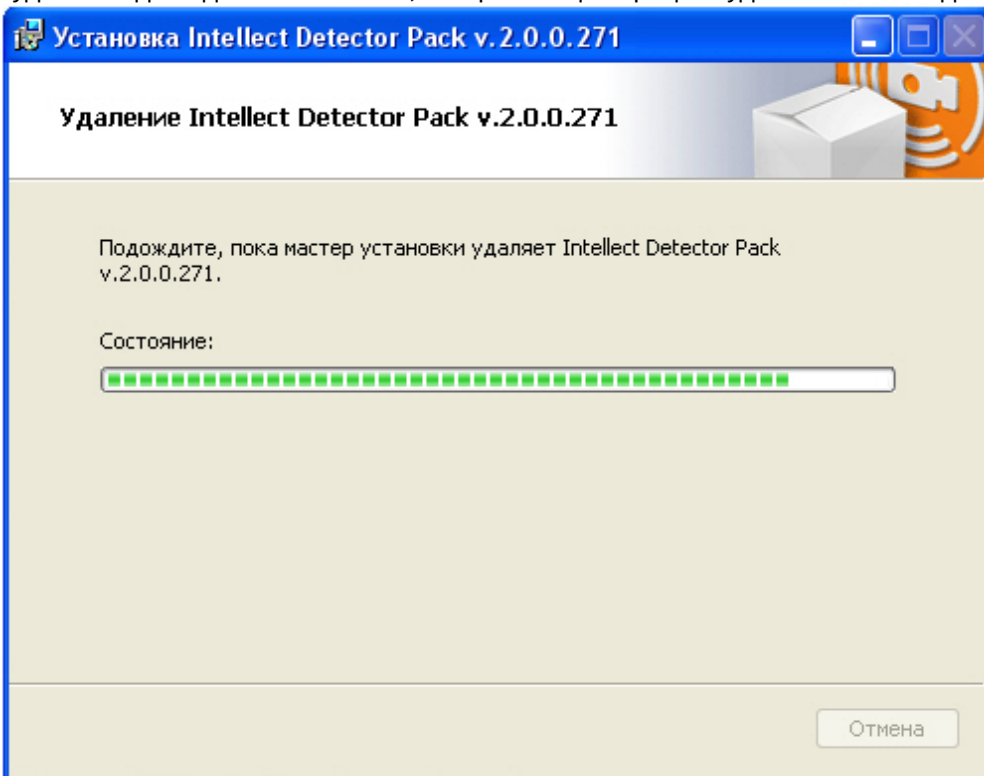 Установка Intellect Detector Pack v.2.0.0.271
Удаление Intellect Detector Pack v.2.0.0.271
Подождите, пока мастер установки удаляет Intellect Detector Pack
v.2.0.0.271.
Состояние:
Отмена